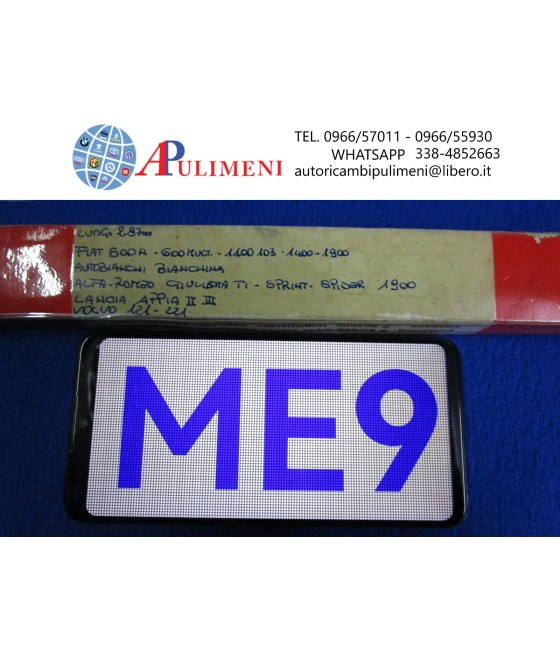 APULIMENI
TEL. 0966/57011 - 0966/55930
WHATSAPP 338-4852663
autoricambipulimeni@libero.it
LUNG. 287mm
FIAT 600M - 600 MULT. - 1100 103 - 1400 - 1900
AUTOBIANCHI BIANCHINA
ALFA-ROMEO GIULIETTA TI - SPRINT - SPIDER 1900
LANCIA APPIA II III
VOLVO 121 - 221
ME9